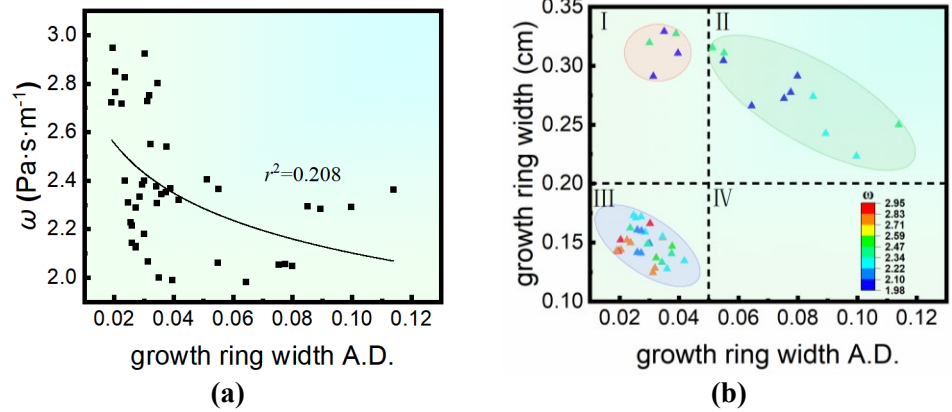 3.0
2.8
2.6
2.4
2.2
2.0
ω (Pa·s·m⁻¹)
r²=0.208
0.02 0.04 0.06 0.08 0.10 0.12
growth ring width A.D.
(a)
0.35
0.30
0.25
0.20
0.15
0.10
growth ring width (cm)
I II
III IV
ω
2.95
2.83
2.71
2.59
2.47
2.34
2.22
2.10
1.98
0.02 0.04 0.06 0.08 0.10 0.12
growth ring width A.D.
(b)